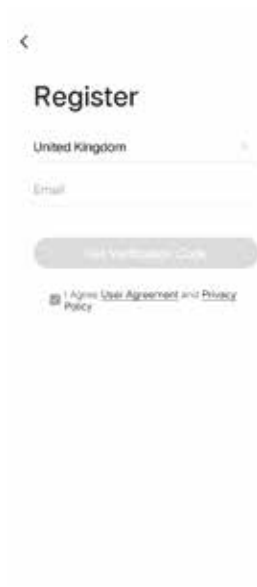 Register
United Kingdom
Email
Get Verification Code
I Agree User Agreement and Privacy
Policy